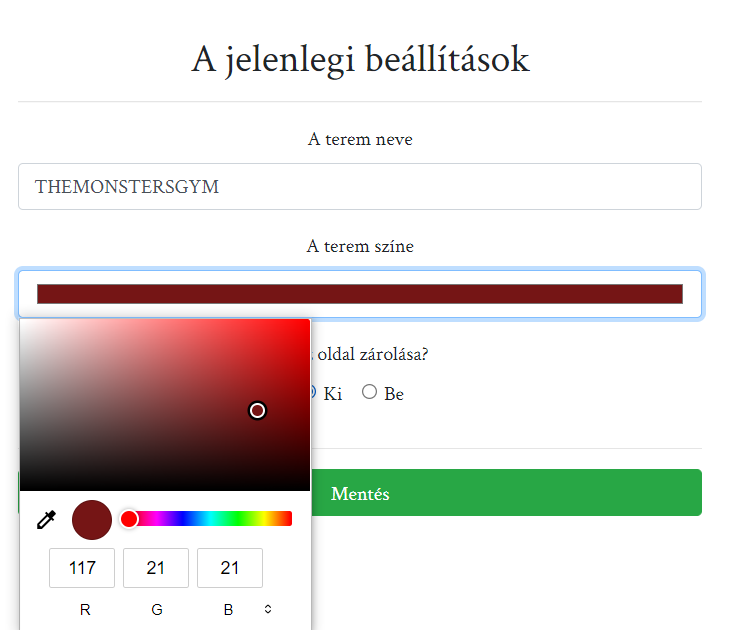 A jelenlegi beállítások
A terem neve
THEMONSTERSGYM
A terem színe
oldal zárolása?
Ki Be
Mentés
117 21 21
R G B